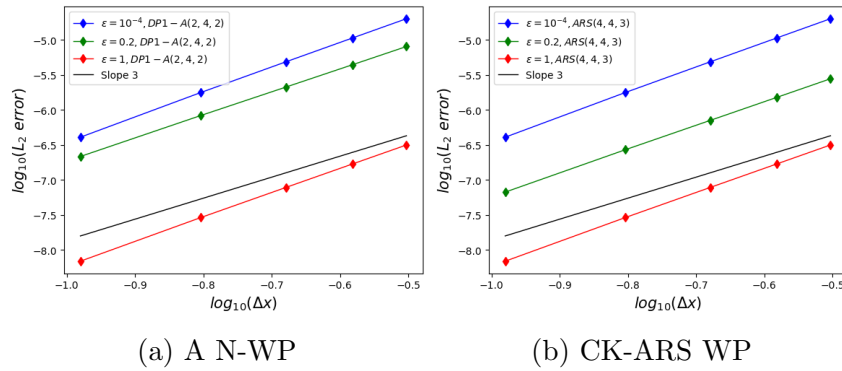 ε = 10⁻⁴, DP1 − A(2, 4, 2)
ε = 0.2, DP1 − A(2, 4, 2)
ε = 1, DP1 − A(2, 4, 2)
Slope 3
−5.0
−5.5
−6.0
−6.5
−7.0
−7.5
−8.0
log₁₀(L₂ error)
−1.0 −0.9 −0.8 −0.7 −0.6 −0.5
log₁₀(Δx)
(a) A N-WP
ε = 10⁻⁴, ARS(4, 4, 3)
ε = 0.2, ARS(4, 4, 3)
ε = 1, ARS(4, 4, 3)
Slope 3
−5.0
−5.5
−6.0
−6.5
−7.0
−7.5
−8.0
log₁₀(L₂ error)
−1.0 −0.9 −0.8 −0.7 −0.6 −0.5
log₁₀(Δx)
(b) CK-ARS WP